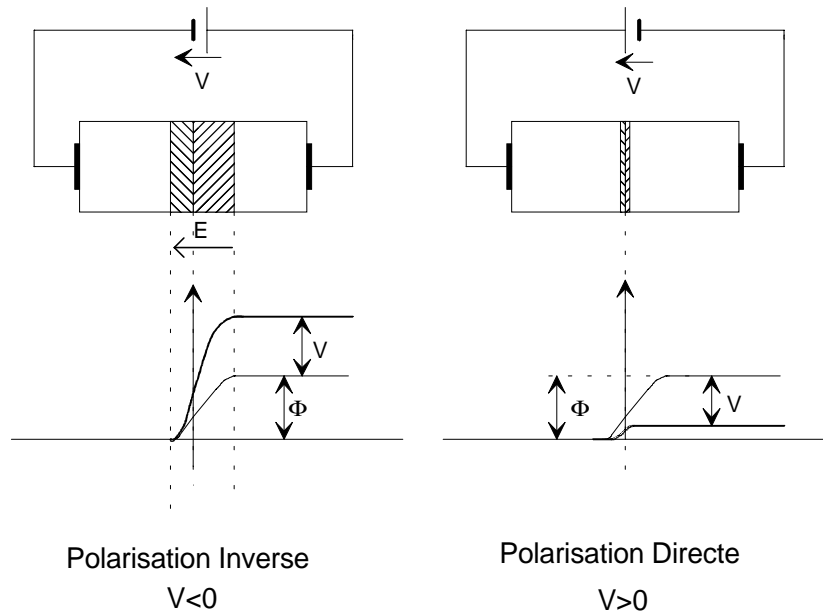 V
V
E
V
Φ
Φ
V
Polarisation Inverse
V<0
Polarisation Directe
V>0